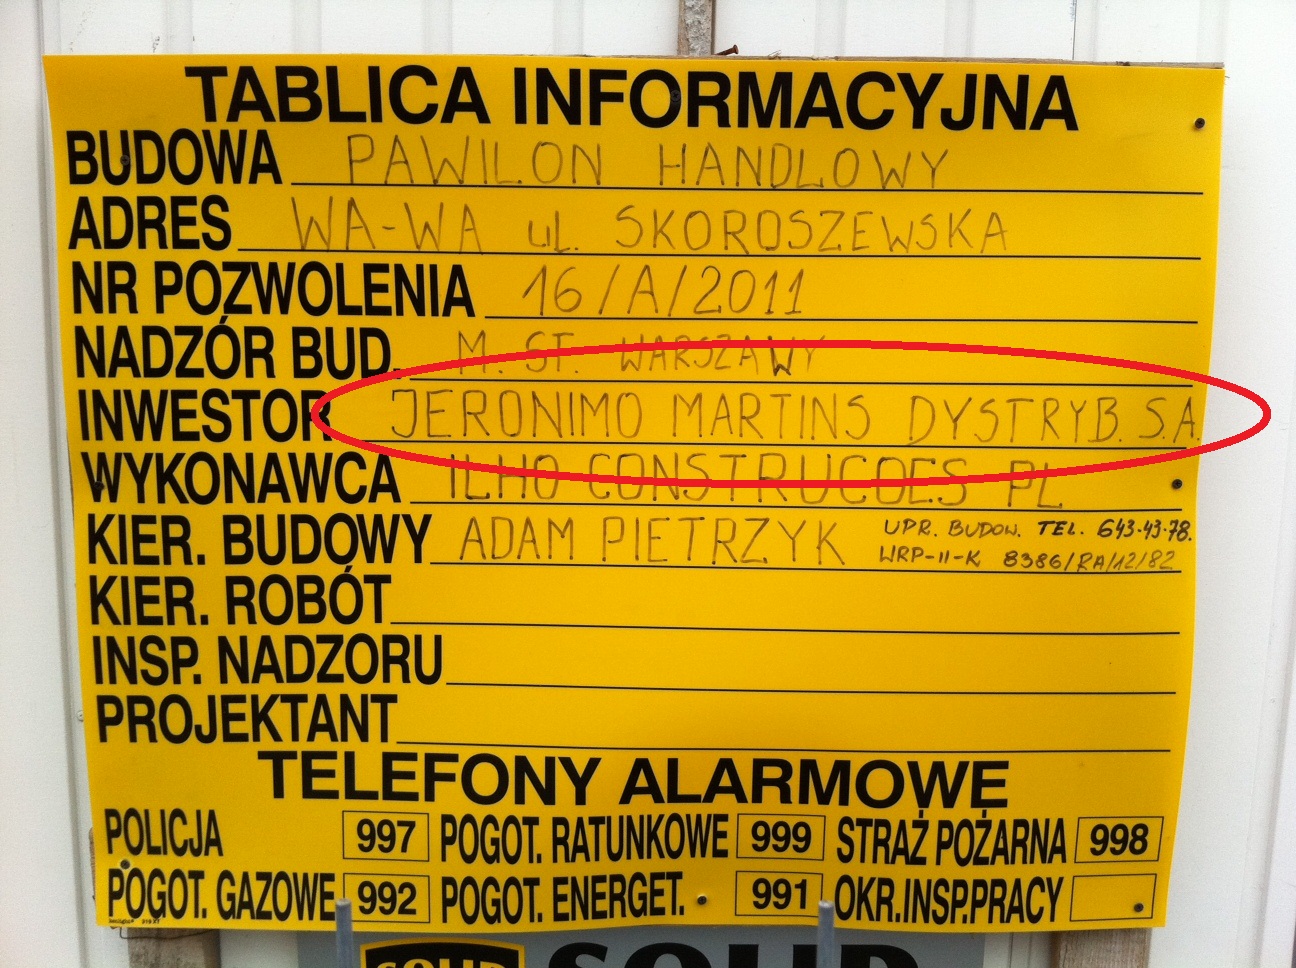 TABLICA INFORMACYJNA
BUDOWA PAWILON HANDLOWY
ADRES WA-WA ul. SKOROSZEWSKA
NR POZWOLENIA 16/A/2011
NADZÓR BUD. M. ST. WARSZAWY
INWESTOR JERONIMO MARTINS DYSTRYB. S.A.
WYKONAWCA ILHO CONSTRUCOES PL
KIER. BUDOWY ADAM PIETRZYK UPR. BUDOW. TEL. 643-43-78.
WRP-II-K 8386/RA/12/82
KIER. ROBÓT
INSP. NADZORU
PROJEKTANT
TELEFONY ALARMOWE
POLICJA 997 POGOT. RATUNKOWE 999 STRAŻ POŻARNA 998
POGOT. GAZOWE 992 POGOT. ENERGET. 991 OKR.INSP.PRACY
SOLID SOLID